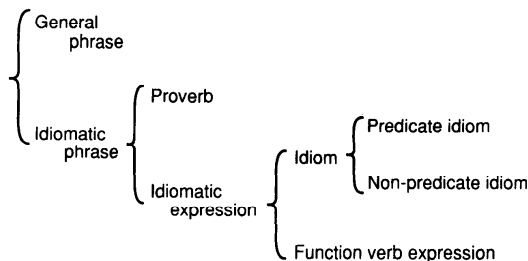 General
phrase
Idiomatic
phrase
Proverb
Idiomatic
expression
Idiom
Function verb expression
Predicate idiom
Non-predicate idiom